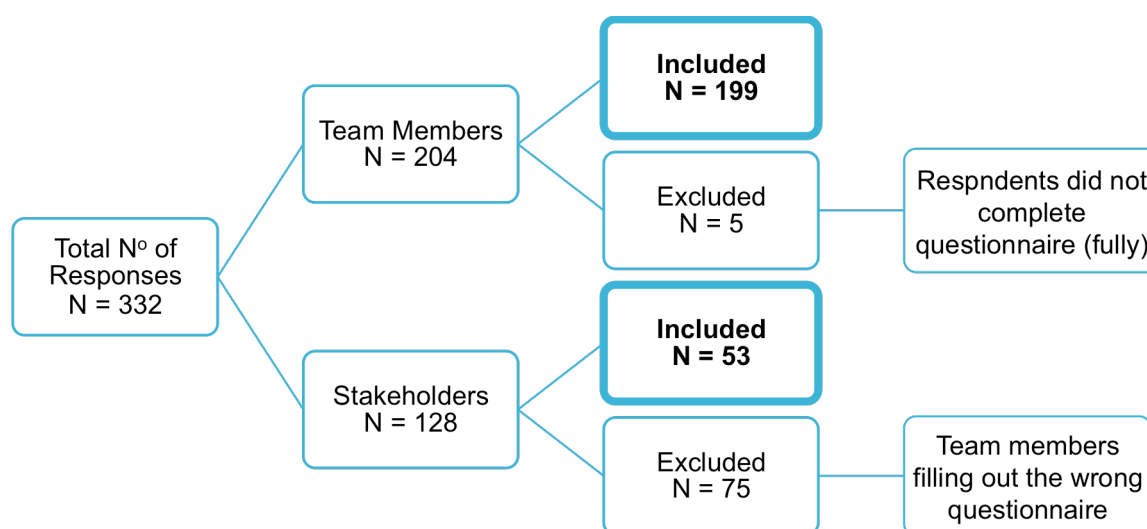 Total Nº of
Responses
N = 332
Team Members
N = 204
Stakeholders
N = 128
Included
N = 199
Excluded
N = 5
Included
N = 53
Excluded
N = 75
Respndents did not
complete
questionnaire (fully)
Team members
filling out the wrong
questionnaire